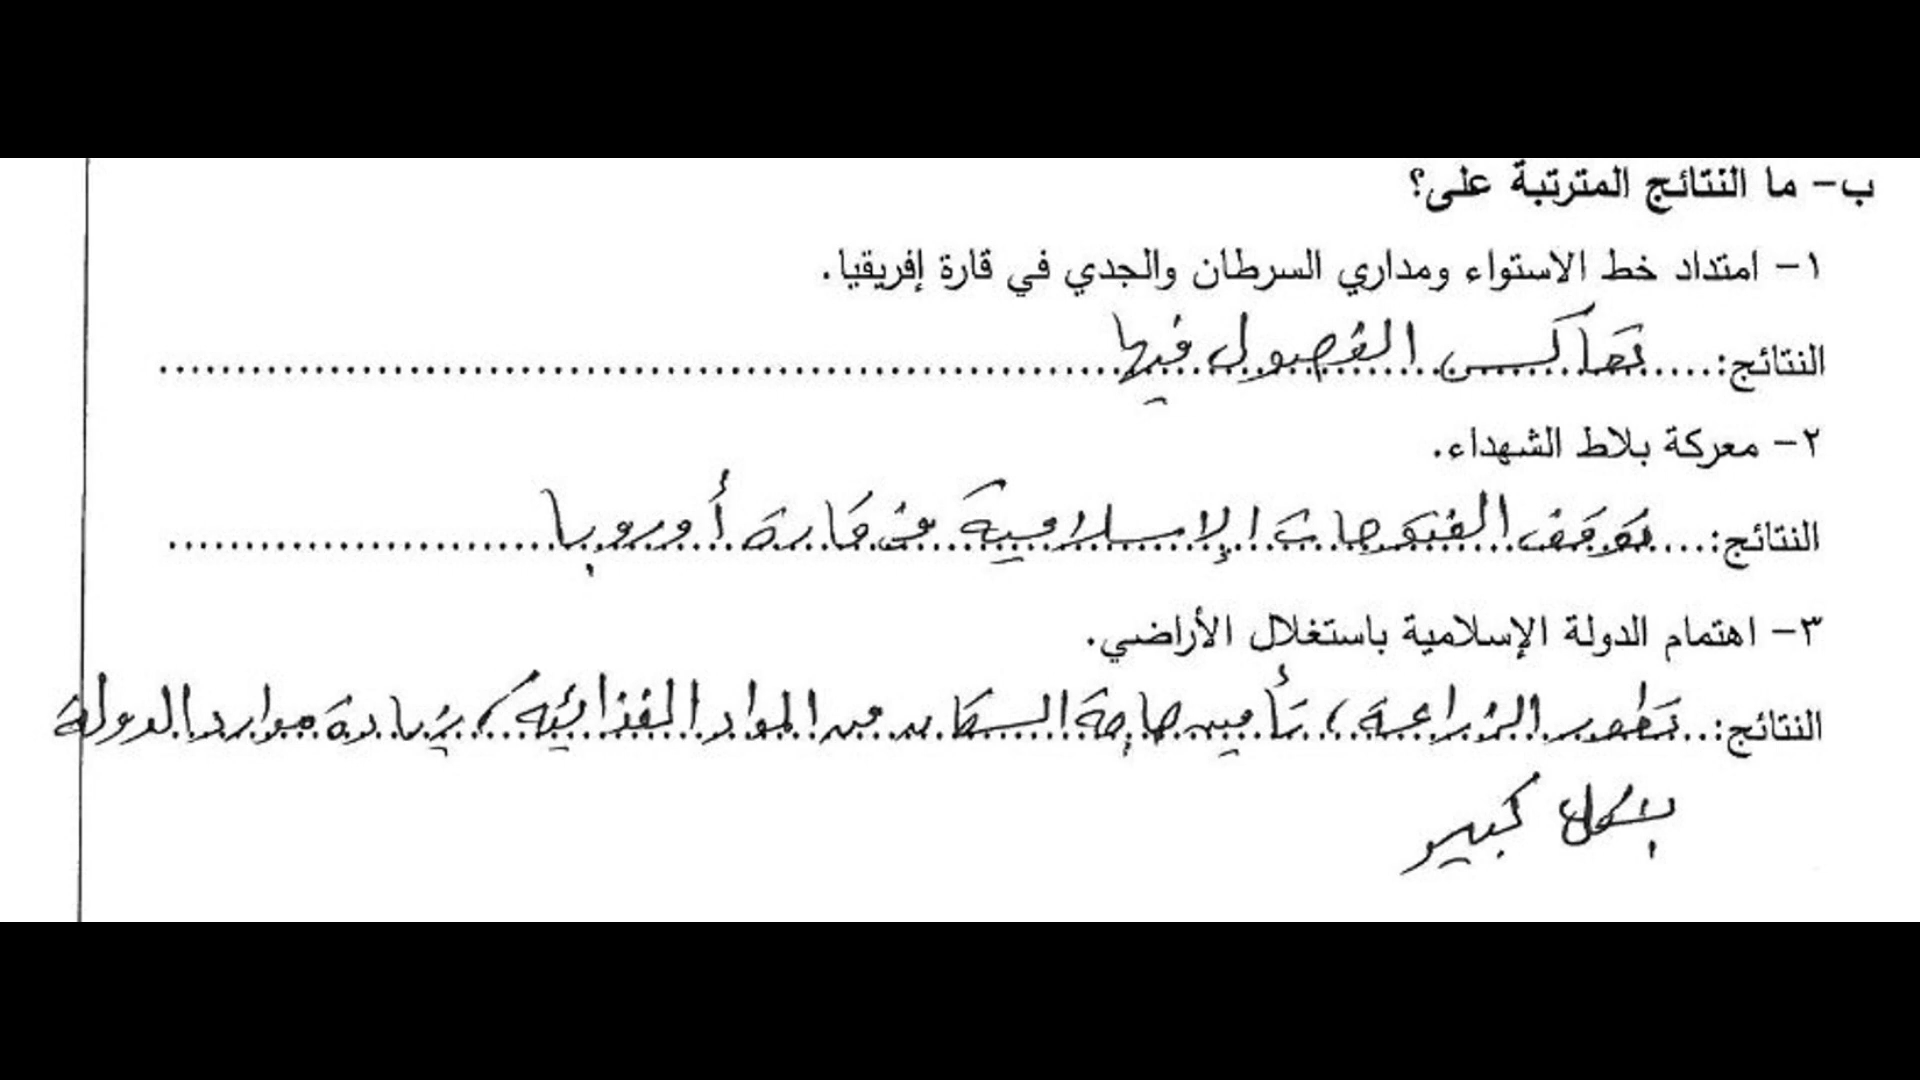 ب- ما النتائج المترتبة على؟
١- امتداد خط الاستواء ومداري السرطان والجدي في قارة إفريقيا.
النتائج:.... تعاكس الفصول فيها ....................
٢- معركة بلاط الشهداء.
النتائج:.... توقف الفتوحات الإسلامية في قارة أوروبا ....................
٣- اهتمام الدولة الإسلامية باستغلال الأراضي.
النتائج:.. تطور الزراعة، تأمين حاجة السكان من المواد الغذائية، زيادة موارد الدولة
بشكل كبير